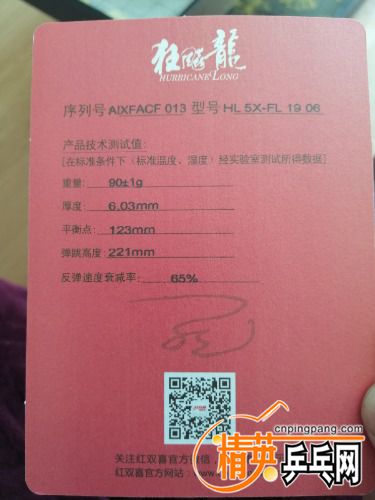 狂飚龍
HURRICANE LONG
序列号 AIXFACF 013 型号 HL 5X-FL 19 06
产品技术测试值:
[在标准条件下(标准温度、湿度)经实验室测试所得数据]
重量: 90±1g
厚度: 6.03mm
平衡点: 123mm
弹跳高度: 221mm
反弹速度衰减率: 65%
关注红双喜官方微信
红双喜官方网站:www.
cnpingpang.com
精英乒乓网